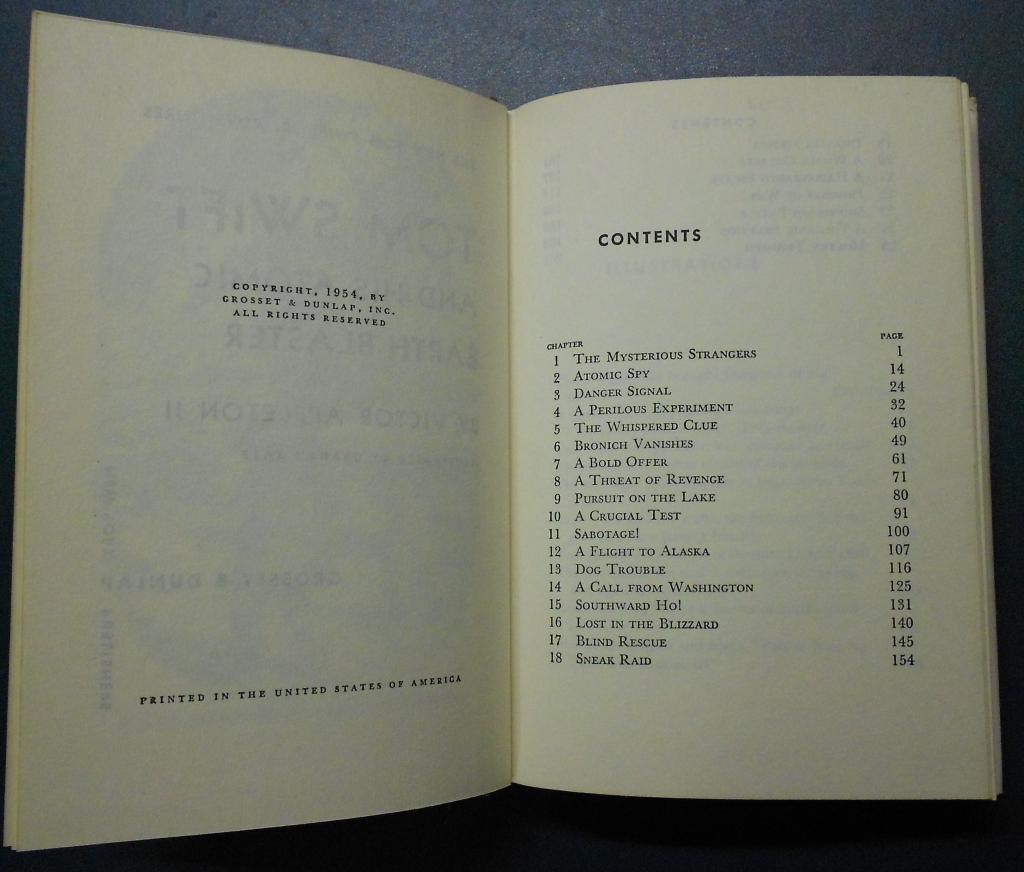 COPYRIGHT, 1954, BY
GROSSET & DUNLAP, INC.
ALL RIGHTS RESERVED
PRINTED IN THE UNITED STATES OF AMERICA
CONTENTS
CHAPTER PAGE
1 The Mysterious Strangers 1
2 Atomic Spy 14
3 Danger Signal 24
4 A Perilous Experiment 32
5 The Whispered Clue 40
6 Bronich Vanishes 49
7 A Bold Offer 61
8 A Threat of Revenge 71
9 Pursuit on the Lake 80
10 A Crucial Test 91
11 Sabotage! 100
12 A Flight to Alaska 107
13 Dog Trouble 116
14 A Call from Washington 125
15 Southward Ho! 131
16 Lost in the Blizzard 140
17 Blind Rescue 145
18 Sneak Raid 154